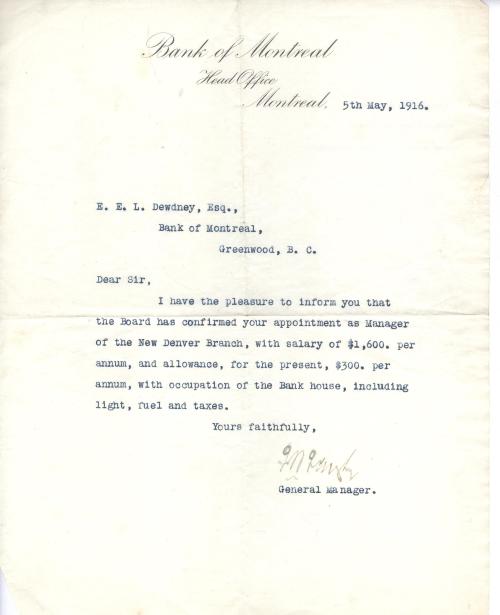 Bank of Montreal
Head Office
Montreal, 5th May, 1916.
E. E. L. Dewdney, Esq.,
Bank of Montreal,
Greenwood, B. C.
Dear Sir,
I have the pleasure to inform you that
the Board has confirmed your appointment as Manager
of the New Denver Branch, with salary of $1,600. per
annum, and allowance, for the present, $300. per
annum, with occupation of the Bank house, including
light, fuel and taxes.
Yours faithfully,
General Manager.